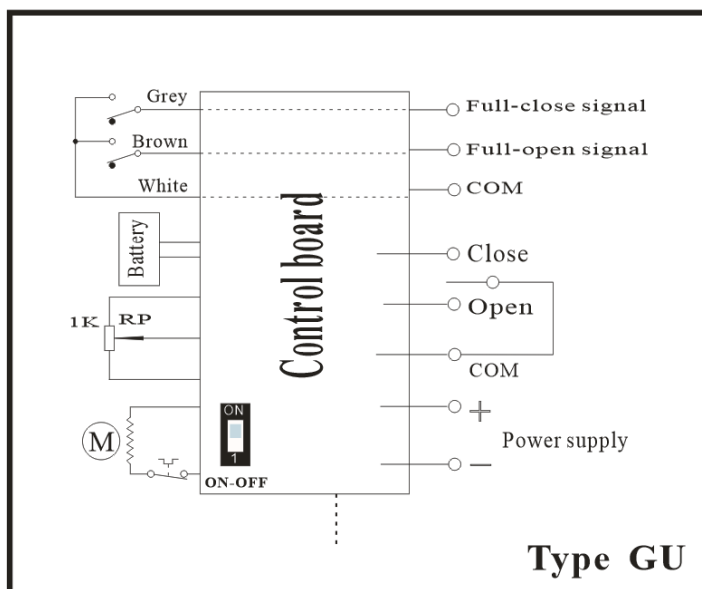 Grey
Full-close signal
Brown
Full-open signal
White
COM
Battery
Control board
Close
Open
1K RP
COM
M
ON
1
ON-OFF
+
Power supply
−
Type GU